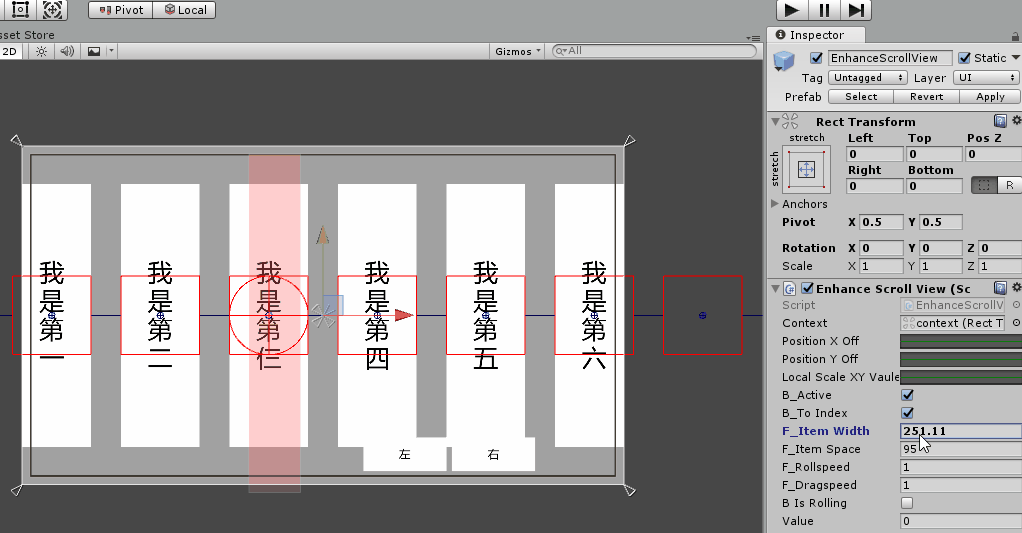 Pivot
Local
sset Store
2D
Gizmos
All
我是第一
我是第二
我是第仨
我是第四
我是第五
我是第六
左
右
Inspector
EnhanceScrollView
Static
Tag Untagged Layer UI
Prefab Select Revert Apply
Rect Transform
stretch Left Top Pos Z
stretch
0 0 0
Right Bottom
0 0
R
Anchors
Pivot X 0.5 Y 0.5
Rotation X 0 Y 0 Z 0
Scale X 1 Y 1 Z 1
Enhance Scroll View (Sc
Script EnhanceScrollV
Context context (Rect T
Position X Off
Position Y Off
Local Scale XY Vaule
B_Active
B_To Index
F_Item Width 251.11
F_Item Space 95
F_Rollspeed 1
F_Dragspeed 1
B Is Rolling
Value 0